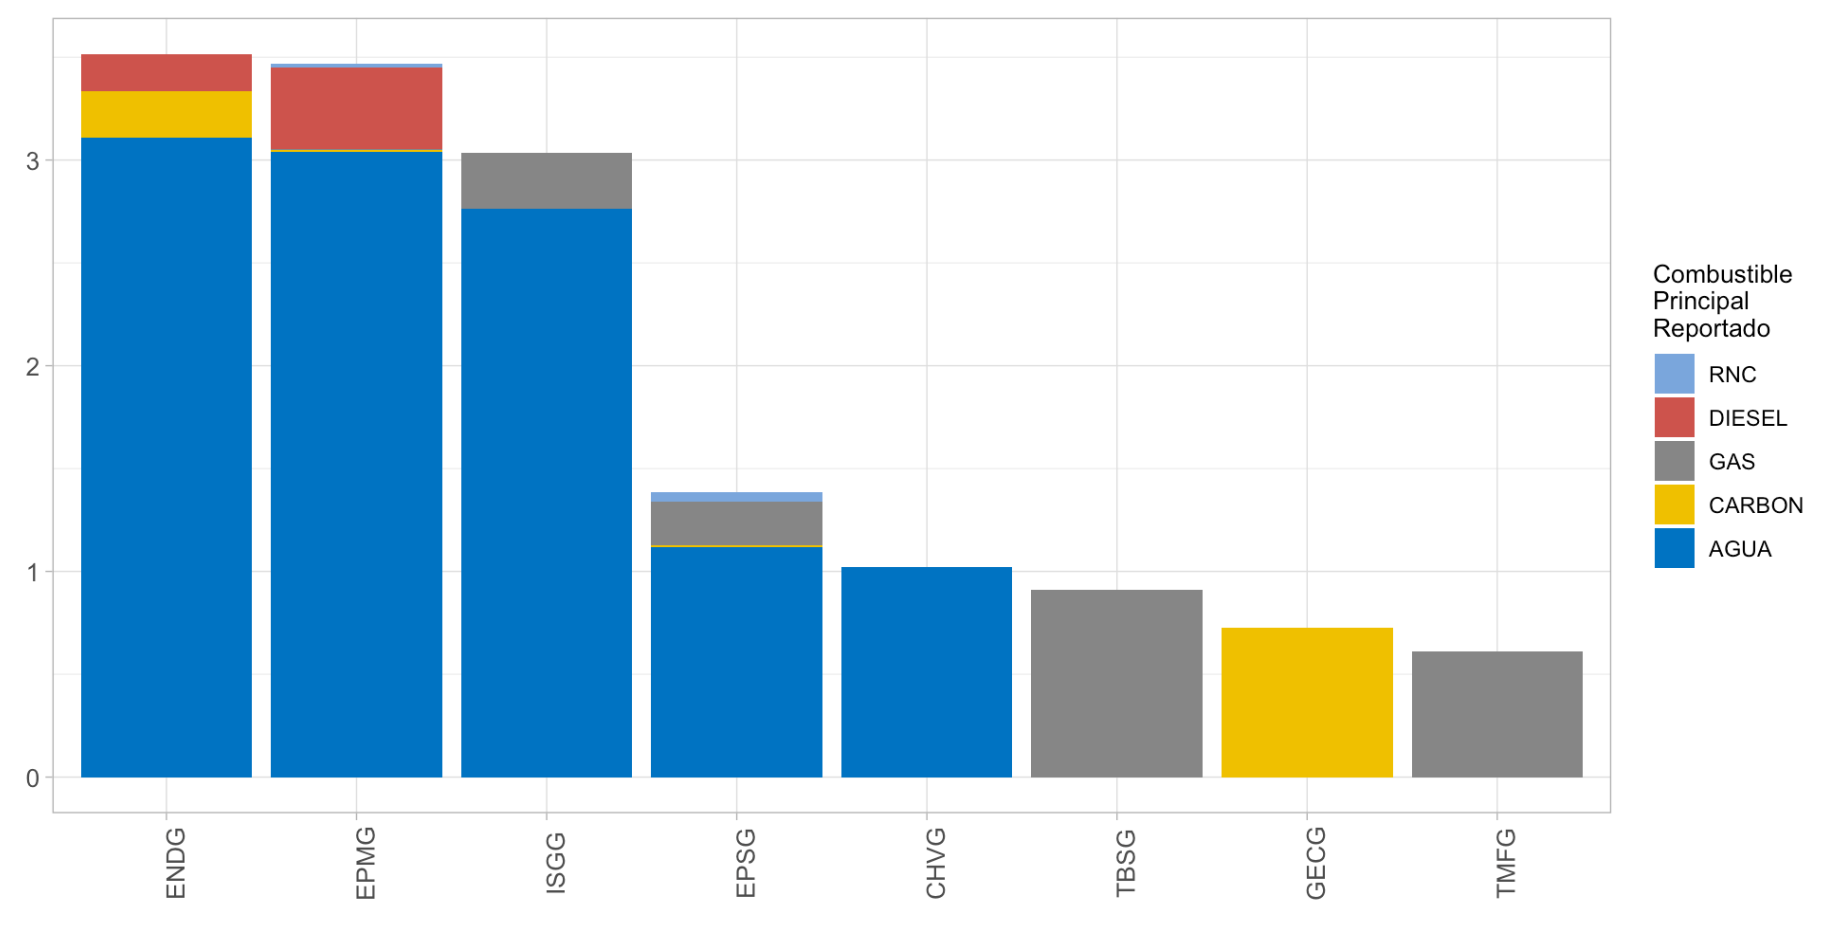 3
2
1
0
ENDG
EPMG
ISGG
EPSG
CHVG
TBSG
GECG
TMFG
Combustible
Principal
Reportado
RNC
DIESEL
GAS
CARBON
AGUA